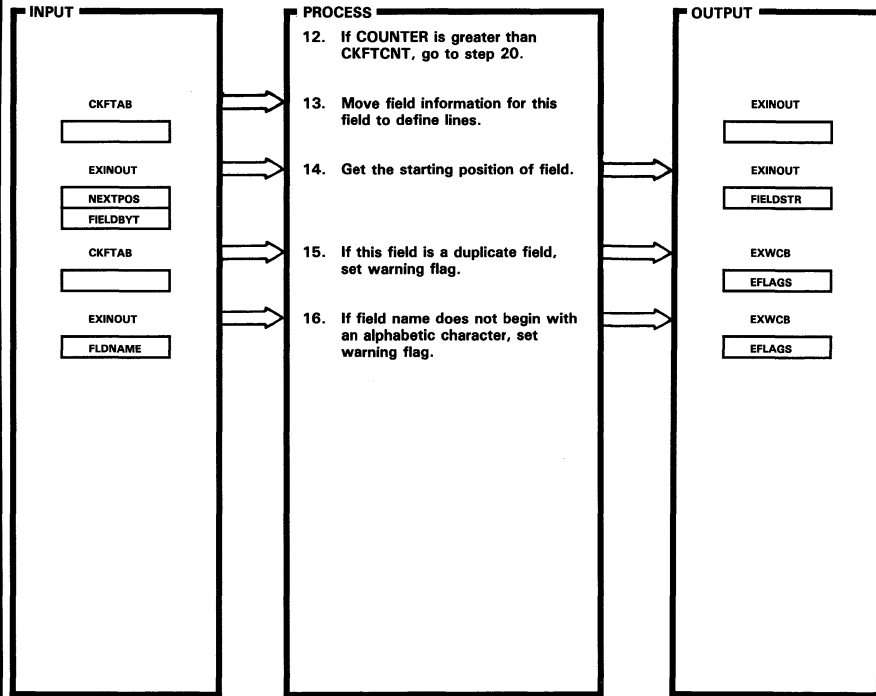 INPUT
CKFTAB
EXINOUT
NEXTPOS
FIELDBYT
CKFTAB
EXINOUT
FLDNAME
PROCESS
12. If COUNTER is greater than
CKFTCNT, go to step 20.
13. Move field information for this
field to define lines.
14. Get the starting position of field.
15. If this field is a duplicate field,
set warning flag.
16. If field name does not begin with
an alphabetic character, set
warning flag.
OUTPUT
EXINOUT
EXINOUT
FIELDSTR
EXWCB
EFLAGS
EXWCB
EFLAGS